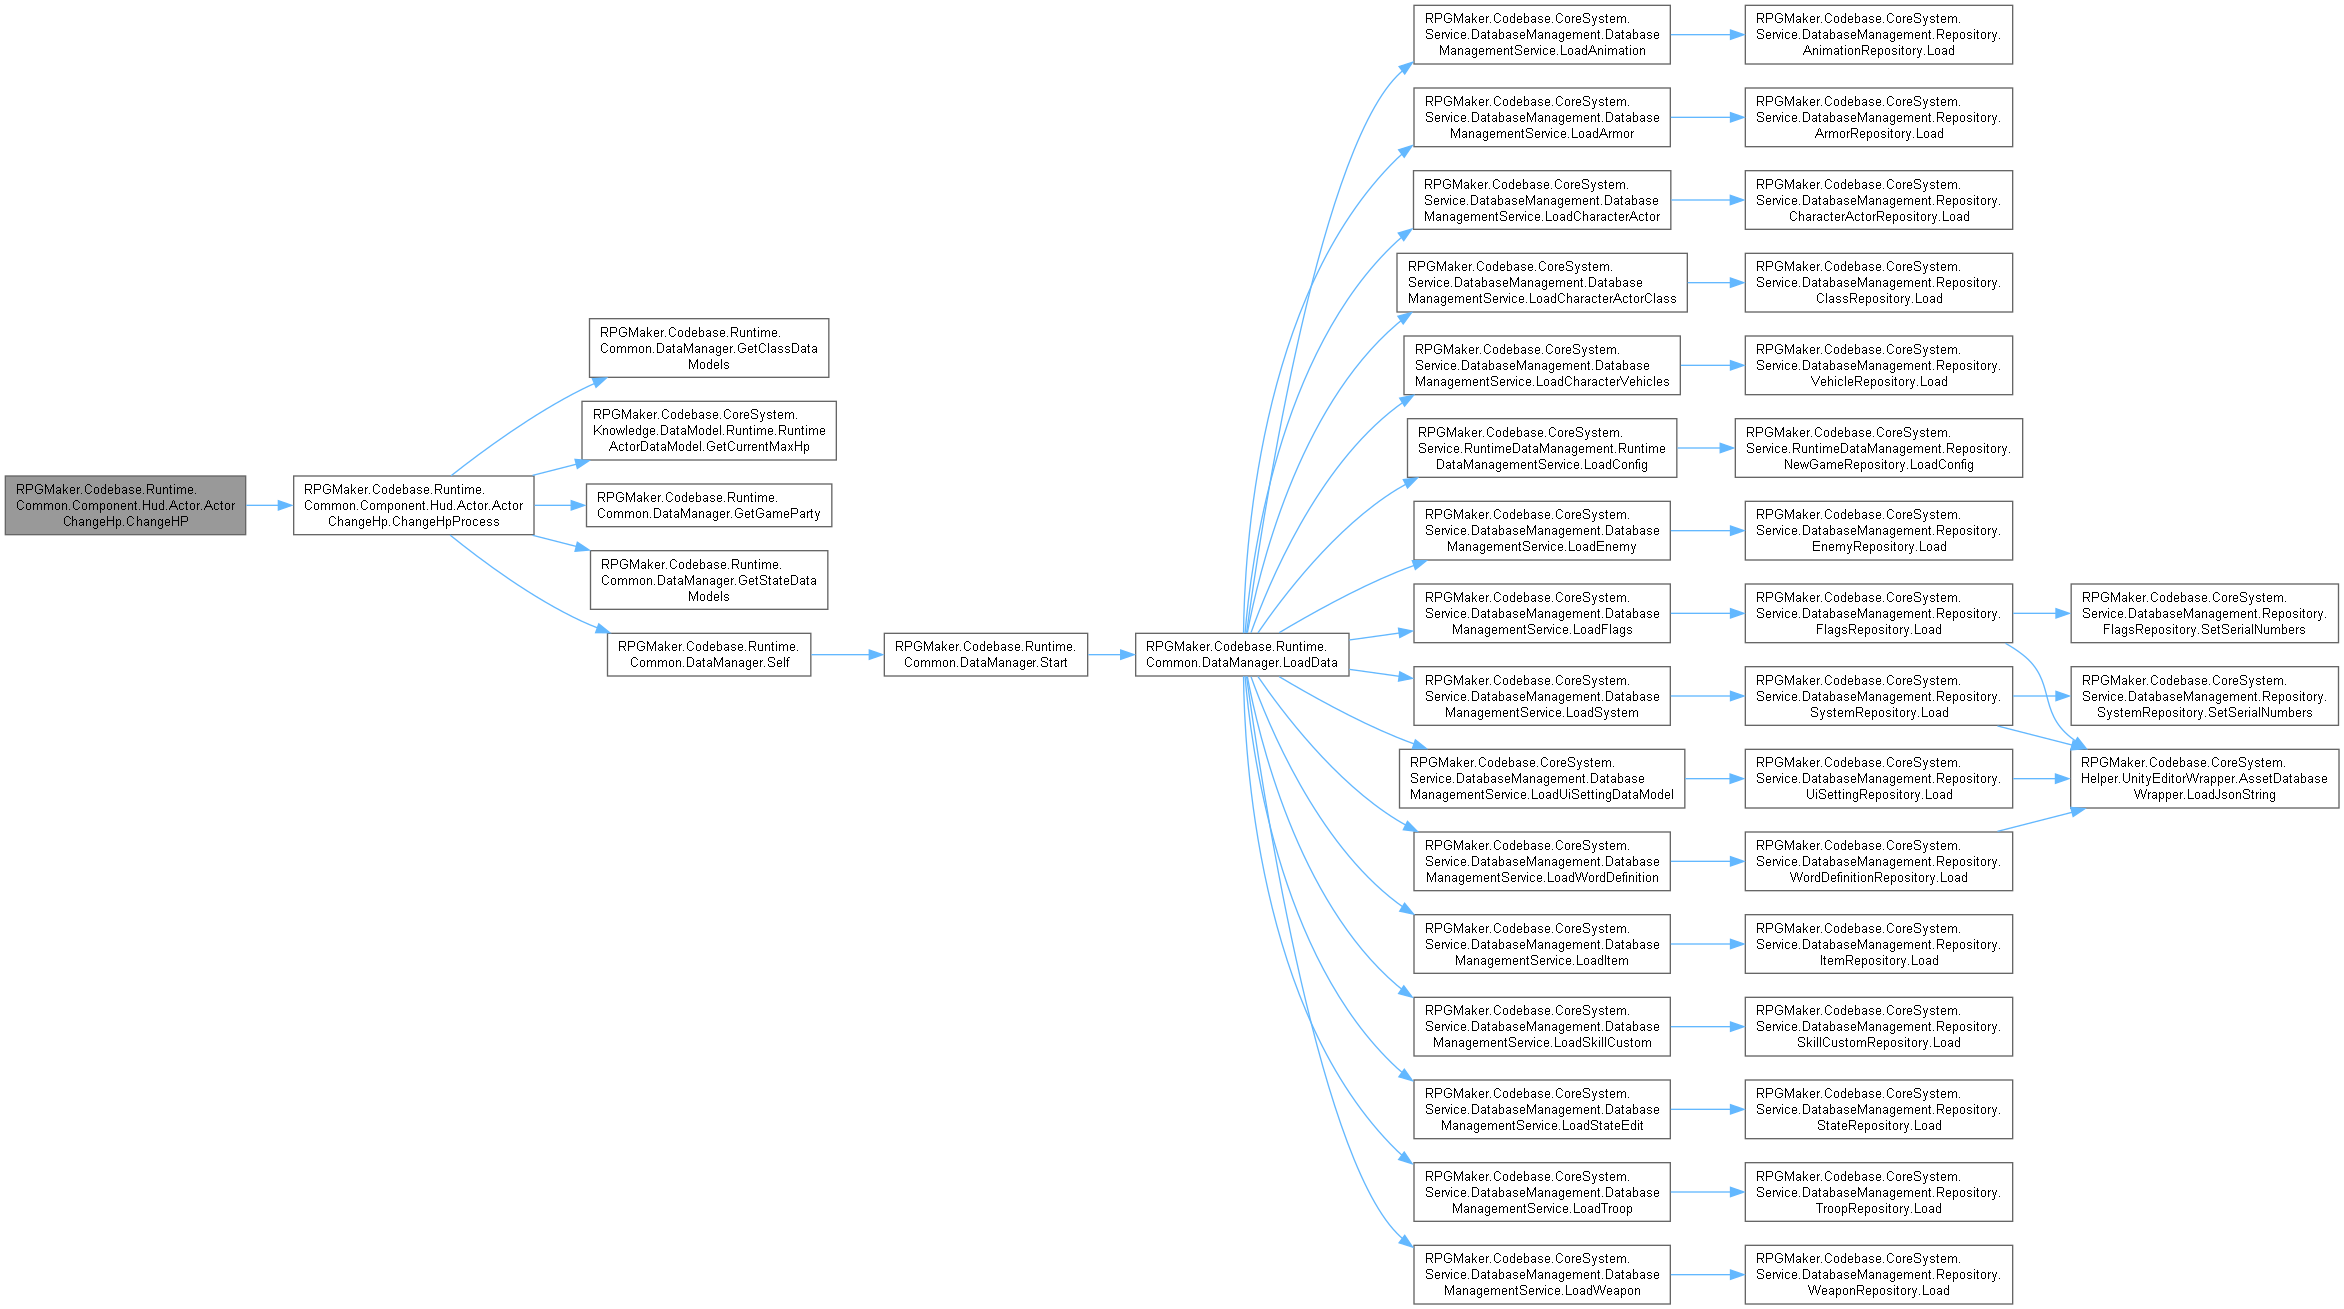 RPGMaker.Codebase.Runtime.
Common.Component.Hud.Actor.Actor
ChangeHp.ChangeHP
RPGMaker.Codebase.Runtime.
Common.Component.Hud.Actor.Actor
ChangeHp.ChangeHpProcess
RPGMaker.Codebase.Runtime.
Common.DataManager.GetClassData
Models
RPGMaker.Codebase.CoreSystem.
Knowledge.DataModel.Runtime.Runtime
ActorDataModel.GetCurrentMaxHp
RPGMaker.Codebase.Runtime.
Common.DataManager.GetGameParty
RPGMaker.Codebase.Runtime.
Common.DataManager.GetStateData
Models
RPGMaker.Codebase.Runtime.
Common.DataManager.Self
RPGMaker.Codebase.Runtime.
Common.DataManager.Start
RPGMaker.Codebase.Runtime.
Common.DataManager.LoadData
RPGMaker.Codebase.CoreSystem.
Service.DatabaseManagement.Database
ManagementService.LoadAnimation
RPGMaker.Codebase.CoreSystem.
Service.DatabaseManagement.Repository.
AnimationRepository.Load
RPGMaker.Codebase.CoreSystem.
Service.DatabaseManagement.Database
ManagementService.LoadArmor
RPGMaker.Codebase.CoreSystem.
Service.DatabaseManagement.Repository.
ArmorRepository.Load
RPGMaker.Codebase.CoreSystem.
Service.DatabaseManagement.Database
ManagementService.LoadCharacterActor
RPGMaker.Codebase.CoreSystem.
Service.DatabaseManagement.Repository.
CharacterActorRepository.Load
RPGMaker.Codebase.CoreSystem.
Service.DatabaseManagement.Database
ManagementService.LoadCharacterActorClass
RPGMaker.Codebase.CoreSystem.
Service.DatabaseManagement.Repository.
ClassRepository.Load
RPGMaker.Codebase.CoreSystem.
Service.DatabaseManagement.Database
ManagementService.LoadCharacterVehicles
RPGMaker.Codebase.CoreSystem.
Service.DatabaseManagement.Repository.
VehicleRepository.Load
RPGMaker.Codebase.CoreSystem.
Service.RuntimeDataManagement.Runtime
DataManagementService.LoadConfig
RPGMaker.Codebase.CoreSystem.
Service.RuntimeDataManagement.Repository.
NewGameRepository.LoadConfig
RPGMaker.Codebase.CoreSystem.
Service.DatabaseManagement.Database
ManagementService.LoadEnemy
RPGMaker.Codebase.CoreSystem.
Service.DatabaseManagement.Repository.
EnemyRepository.Load
RPGMaker.Codebase.CoreSystem.
Service.DatabaseManagement.Database
ManagementService.LoadFlags
RPGMaker.Codebase.CoreSystem.
Service.DatabaseManagement.Repository.
FlagsRepository.Load
RPGMaker.Codebase.CoreSystem.
Service.DatabaseManagement.Repository.
FlagsRepository.SetSerialNumbers
RPGMaker.Codebase.CoreSystem.
Service.DatabaseManagement.Database
ManagementService.LoadSystem
RPGMaker.Codebase.CoreSystem.
Service.DatabaseManagement.Repository.
SystemRepository.Load
RPGMaker.Codebase.CoreSystem.
Service.DatabaseManagement.Repository.
SystemRepository.SetSerialNumbers
RPGMaker.Codebase.CoreSystem.
Service.DatabaseManagement.Database
ManagementService.LoadUiSettingDataModel
RPGMaker.Codebase.CoreSystem.
Service.DatabaseManagement.Repository.
UiSettingRepository.Load
RPGMaker.Codebase.CoreSystem.
Helper.UnityEditorWrapper.AssetDatabase
Wrapper.LoadJsonString
RPGMaker.Codebase.CoreSystem.
Service.DatabaseManagement.Database
ManagementService.LoadWordDefinition
RPGMaker.Codebase.CoreSystem.
Service.DatabaseManagement.Repository.
WordDefinitionRepository.Load
RPGMaker.Codebase.CoreSystem.
Service.DatabaseManagement.Database
ManagementService.LoadItem
RPGMaker.Codebase.CoreSystem.
Service.DatabaseManagement.Repository.
ItemRepository.Load
RPGMaker.Codebase.CoreSystem.
Service.DatabaseManagement.Database
ManagementService.LoadSkillCustom
RPGMaker.Codebase.CoreSystem.
Service.DatabaseManagement.Repository.
SkillCustomRepository.Load
RPGMaker.Codebase.CoreSystem.
Service.DatabaseManagement.Database
ManagementService.LoadStateEdit
RPGMaker.Codebase.CoreSystem.
Service.DatabaseManagement.Repository.
StateRepository.Load
RPGMaker.Codebase.CoreSystem.
Service.DatabaseManagement.Database
ManagementService.LoadTroop
RPGMaker.Codebase.CoreSystem.
Service.DatabaseManagement.Repository.
TroopRepository.Load
RPGMaker.Codebase.CoreSystem.
Service.DatabaseManagement.Database
ManagementService.LoadWeapon
RPGMaker.Codebase.CoreSystem.
Service.DatabaseManagement.Repository.
WeaponRepository.Load